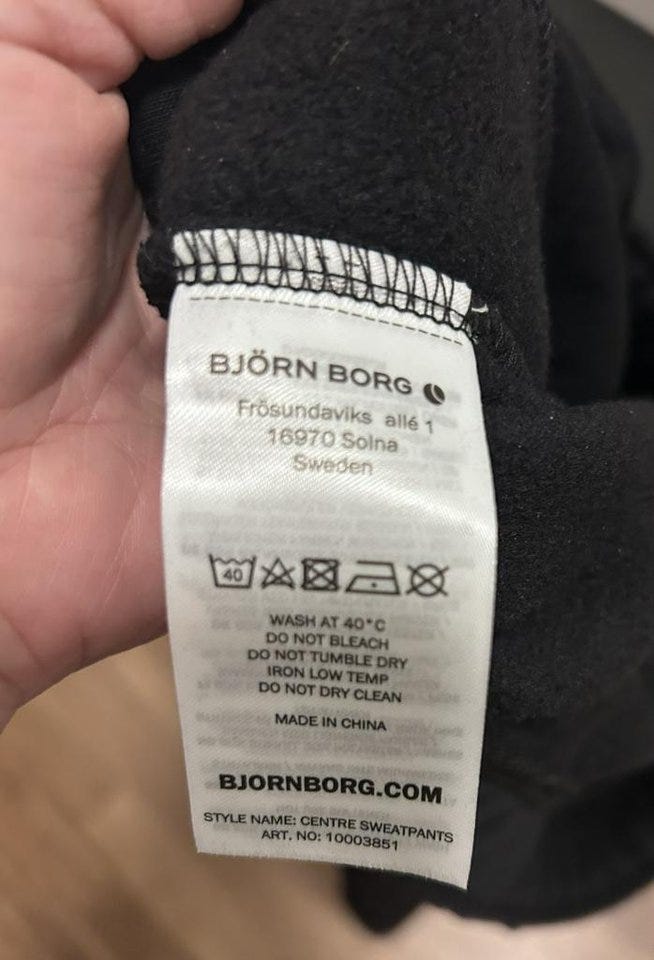 BJÖRN BORG
Frösundaviks allé 1
16970 Solna
Sweden
40
WASH AT 40°C
DO NOT BLEACH
DO NOT TUMBLE DRY
IRON LOW TEMP
DO NOT DRY CLEAN
MADE IN CHINA
BJORNBORG.COM
STYLE NAME: CENTRE SWEATPANTS
ART. NO: 10003851